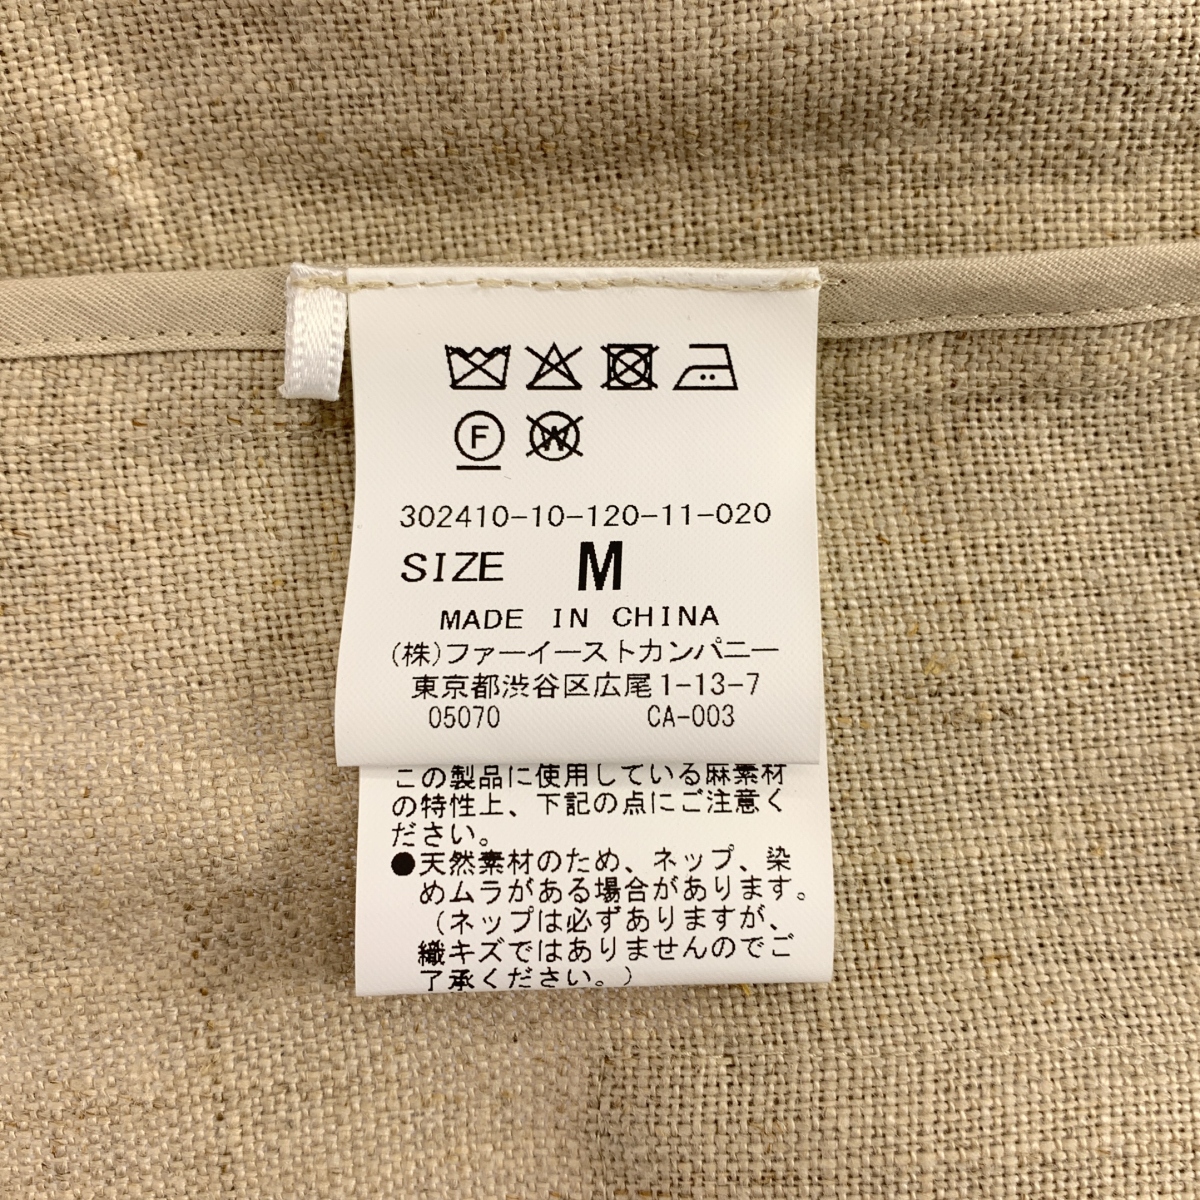 F W
302410-10-120-11-020
SIZE M
MADE IN CHINA
(株)ファーイーストカンパニー
東京都渋谷区広尾1-13-7
05070 CA-003
この製品に使用している麻素材
の特性上、下記の点にご注意く
ださい。
●天然素材のため、ネップ、染
めムラがある場合があります。
(ネップは必ずありますが、
織キズではありませんのでご
了承ください。)